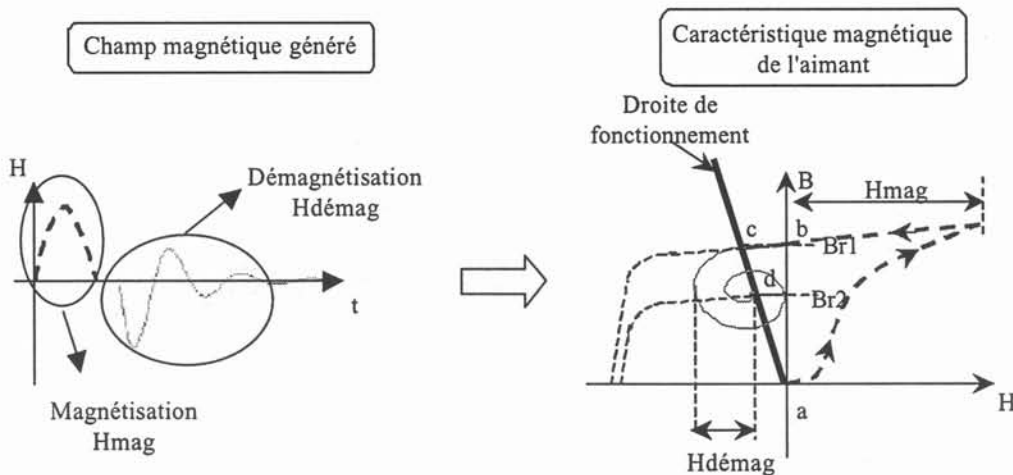 Champ magnétique généré
Caractéristique magnétique
de l'aimant
H
Démagnétisation
Hdémag
t
Magnétisation
Hmag
Droite de
fonctionnement
B
Hmag
c
b
Br1
d
Br2
a
H
Hdémag